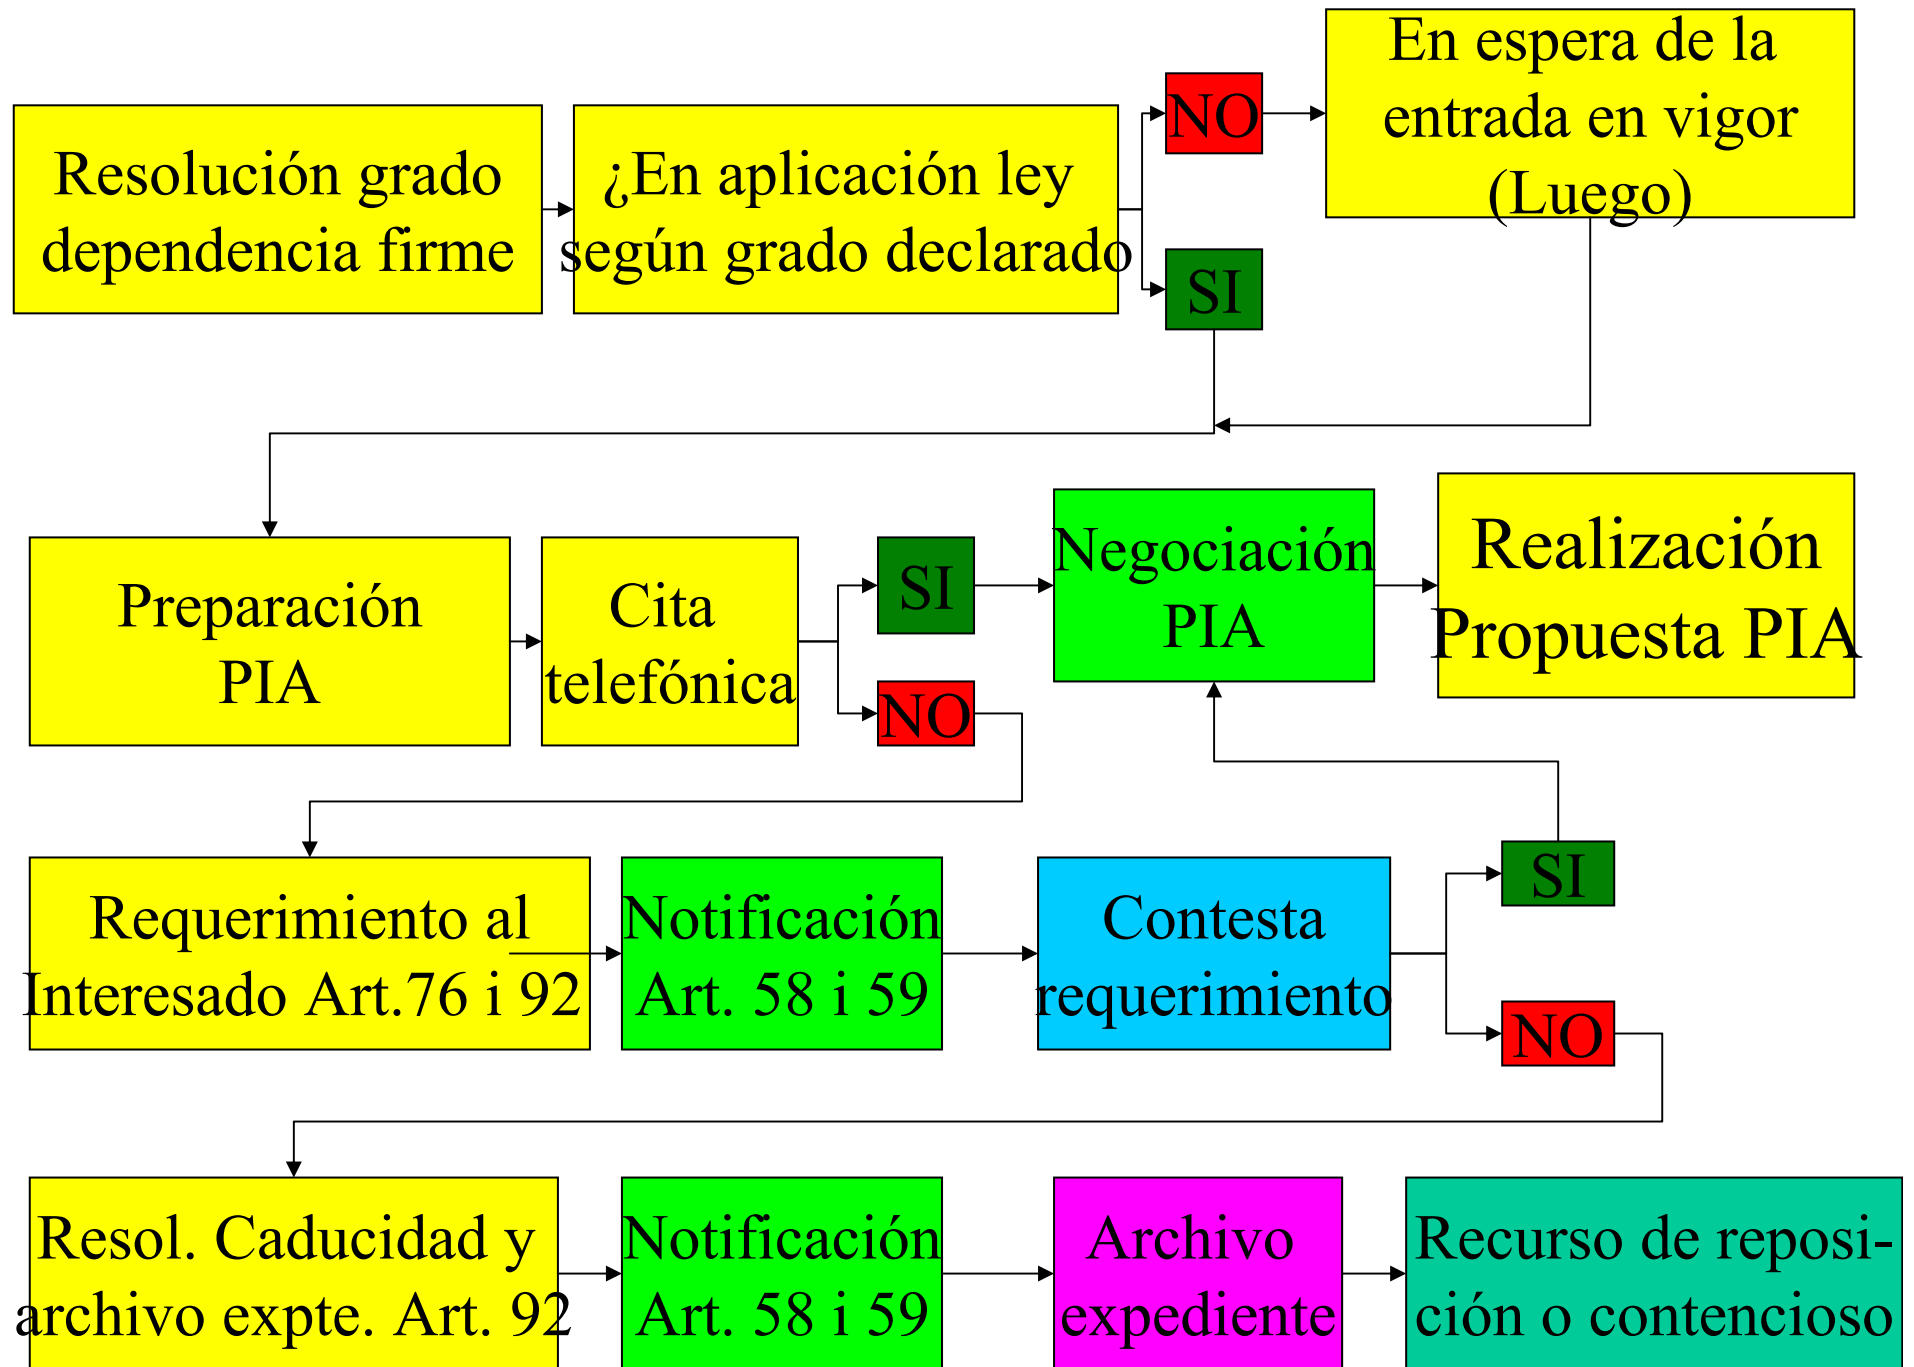 Resolución grado
dependencia firme
¿En aplicación ley
según grado declarado
NO
SI
En espera de la
entrada en vigor
(Luego)
Preparación
PIA
Cita
telefónica
SI
NO
Negociación
PIA
Realización
Propuesta PIA
Requerimiento al
Interesado Art.76 i 92
Notificación
Art. 58 i 59
Contesta
requerimiento
SI
NO
Resol. Caducidad y
archivo expte. Art. 92
Notificación
Art. 58 i 59
Archivo
expediente
Recurso de reposi-
ción o contencioso